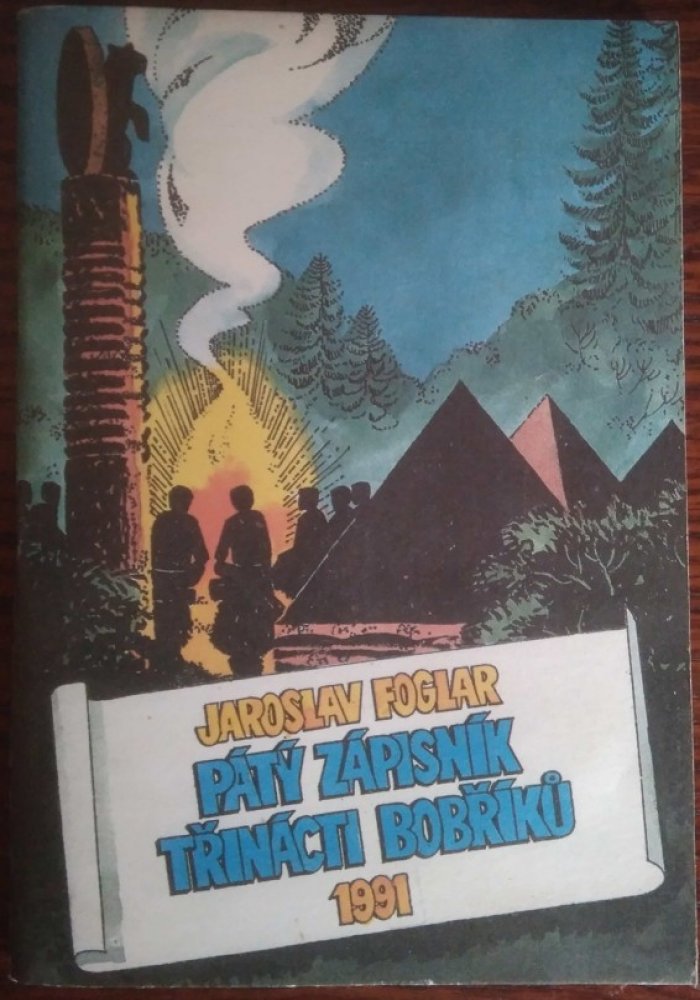 JAROSLAV FOGLAR
PÁTÝ ZÁPISNÍK
TŘINÁCTI BOBŘÍKŮ
1991